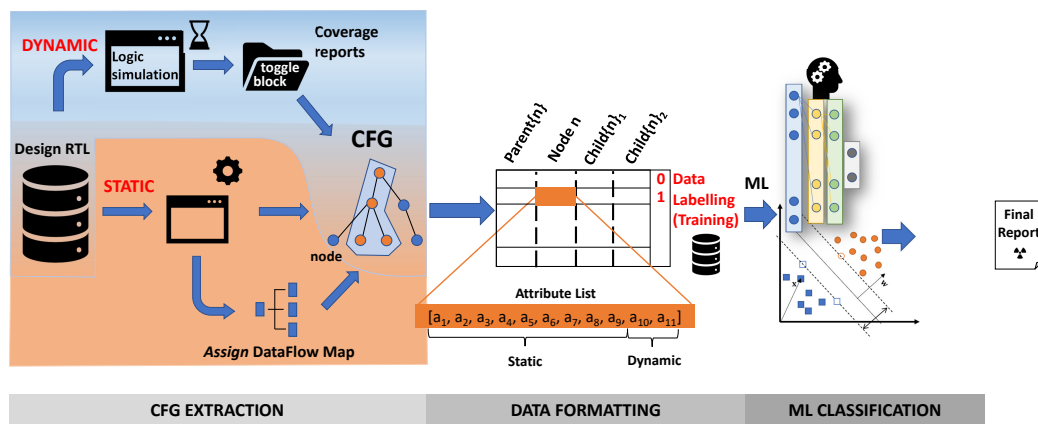 DYNAMIC
Logic
simulation
toggle
block
Coverage
reports
Design RTL
STATIC
CFG
node
Assign DataFlow Map
Parent{n}
Node n
Child{n}₁
Child{n}₂
0 Data
1 Labelling
(Training)
Attribute List
[a₁, a₂, a₃, a₄, a₅, a₆, a₇, a₈, a₉, a₁₀, a₁₁]
Static
Dynamic
ML
x
w
Final
Report
CFG EXTRACTION
DATA FORMATTING
ML CLASSIFICATION